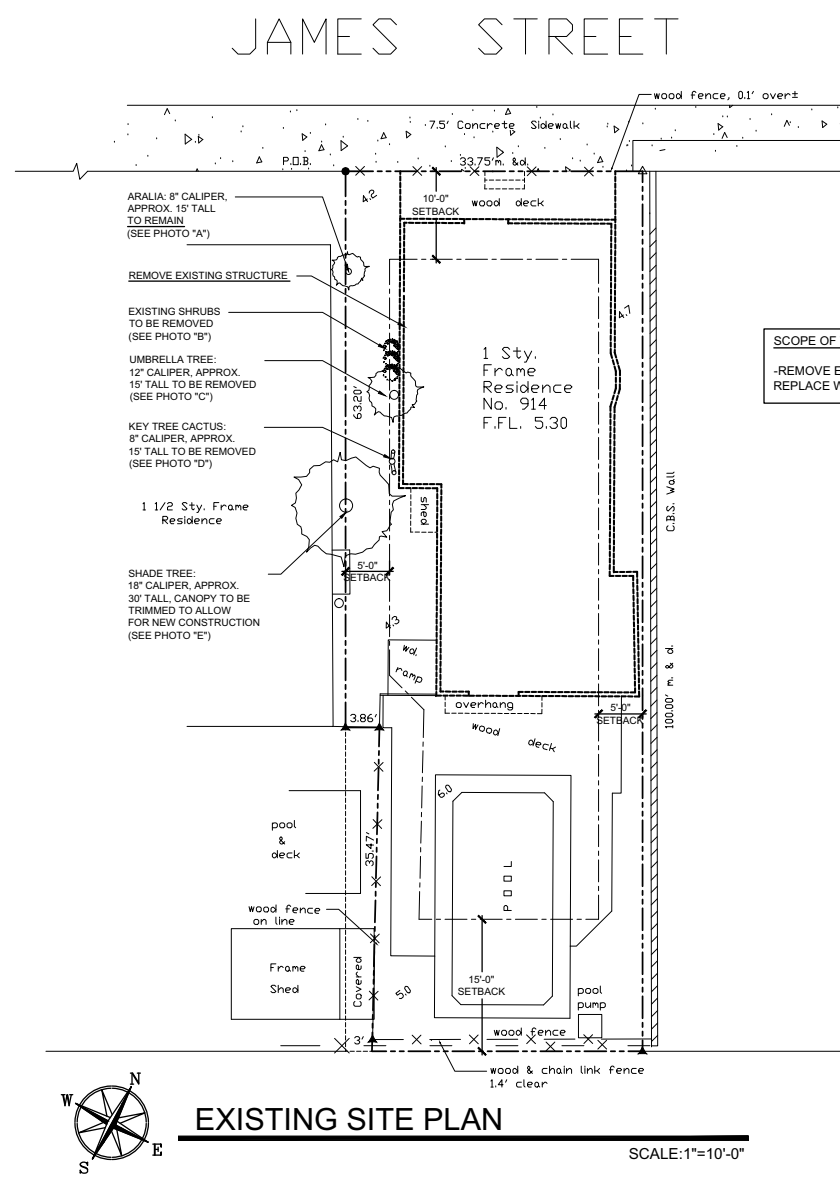 JAMES STREET
wood fence, 0.1' over±
7.5' Concrete Sidewalk
P.O.B.
33.75'm. &d.
4.2
10'-0"
SETBACK
wood deck
ARALIA: 8" CALIPER,
APPROX. 15' TALL
TO REMAIN
(SEE PHOTO "A")
REMOVE EXISTING STRUCTURE
EXISTING SHRUBS
TO BE REMOVED
(SEE PHOTO "B")
4.7
SCOPE OF
-REMOVE E
REPLACE W
UMBRELLA TREE:
12" CALIPER, APPROX.
15' TALL TO BE REMOVED
(SEE PHOTO "C")
63.20'
1 Sty.
Frame
Residence
No. 914
F.FL. 5.30
KEY TREE CACTUS:
8" CALIPER, APPROX.
15' TALL TO BE REMOVED
(SEE PHOTO "D")
1 1/2 Sty. Frame
Residence
shed
C.B.S. Wall
SHADE TREE:
18" CALIPER, APPROX.
30' TALL, CANOPY TO BE
TRIMMED TO ALLOW
FOR NEW CONSTRUCTION
(SEE PHOTO "E")
5'-0"
SETBACK
4.3
wd.
ramp
100.00' m. & d.
overhang
3.86'
wood deck
5'-0"
SETBACK
6.0
pool
&
deck
35.47'
POOL
wood fence
on line
Frame
Shed
Covered
5.0
15'-0"
SETBACK
pool
pump
3'
wood fence
wood & chain link fence
1.4' clear
N
W
E
S
EXISTING SITE PLAN
SCALE:1"=10'-0"